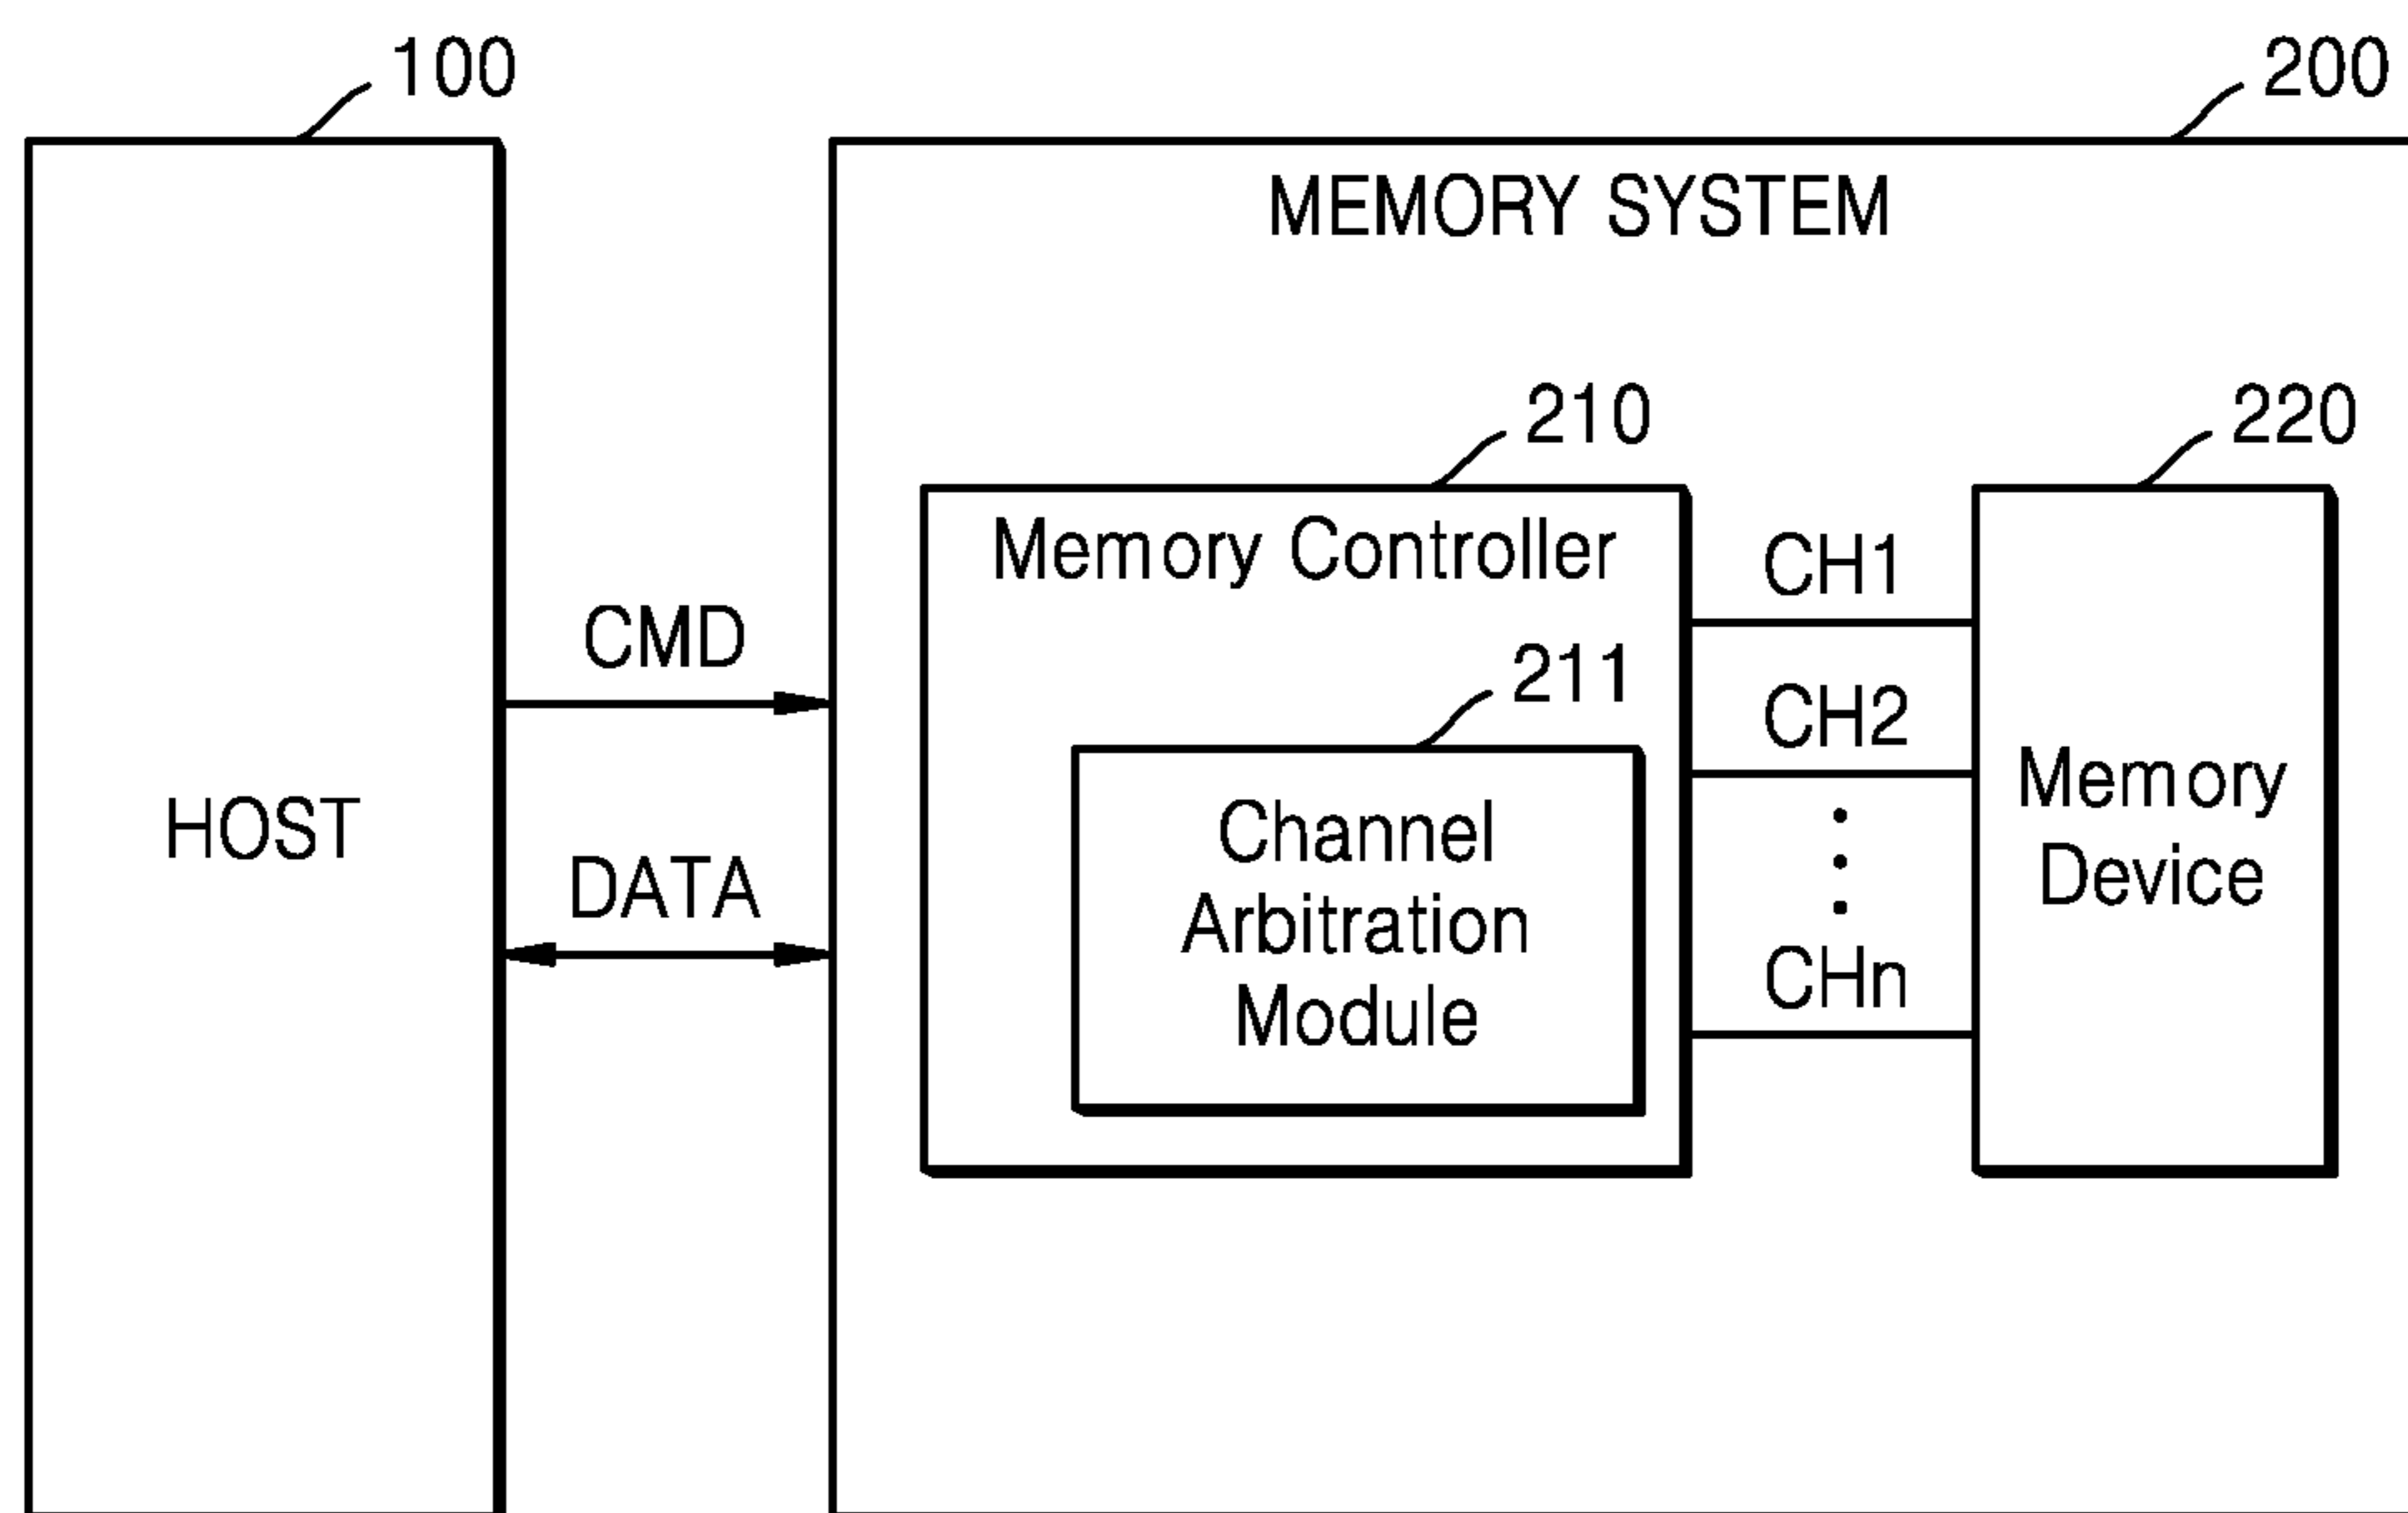 100
200
MEMORY SYSTEM
210
220
Memory Controller
CH1
CMD
211
CH2
HOST
DATA
Channel
Arbitration
Module
Memory
Device
CHn